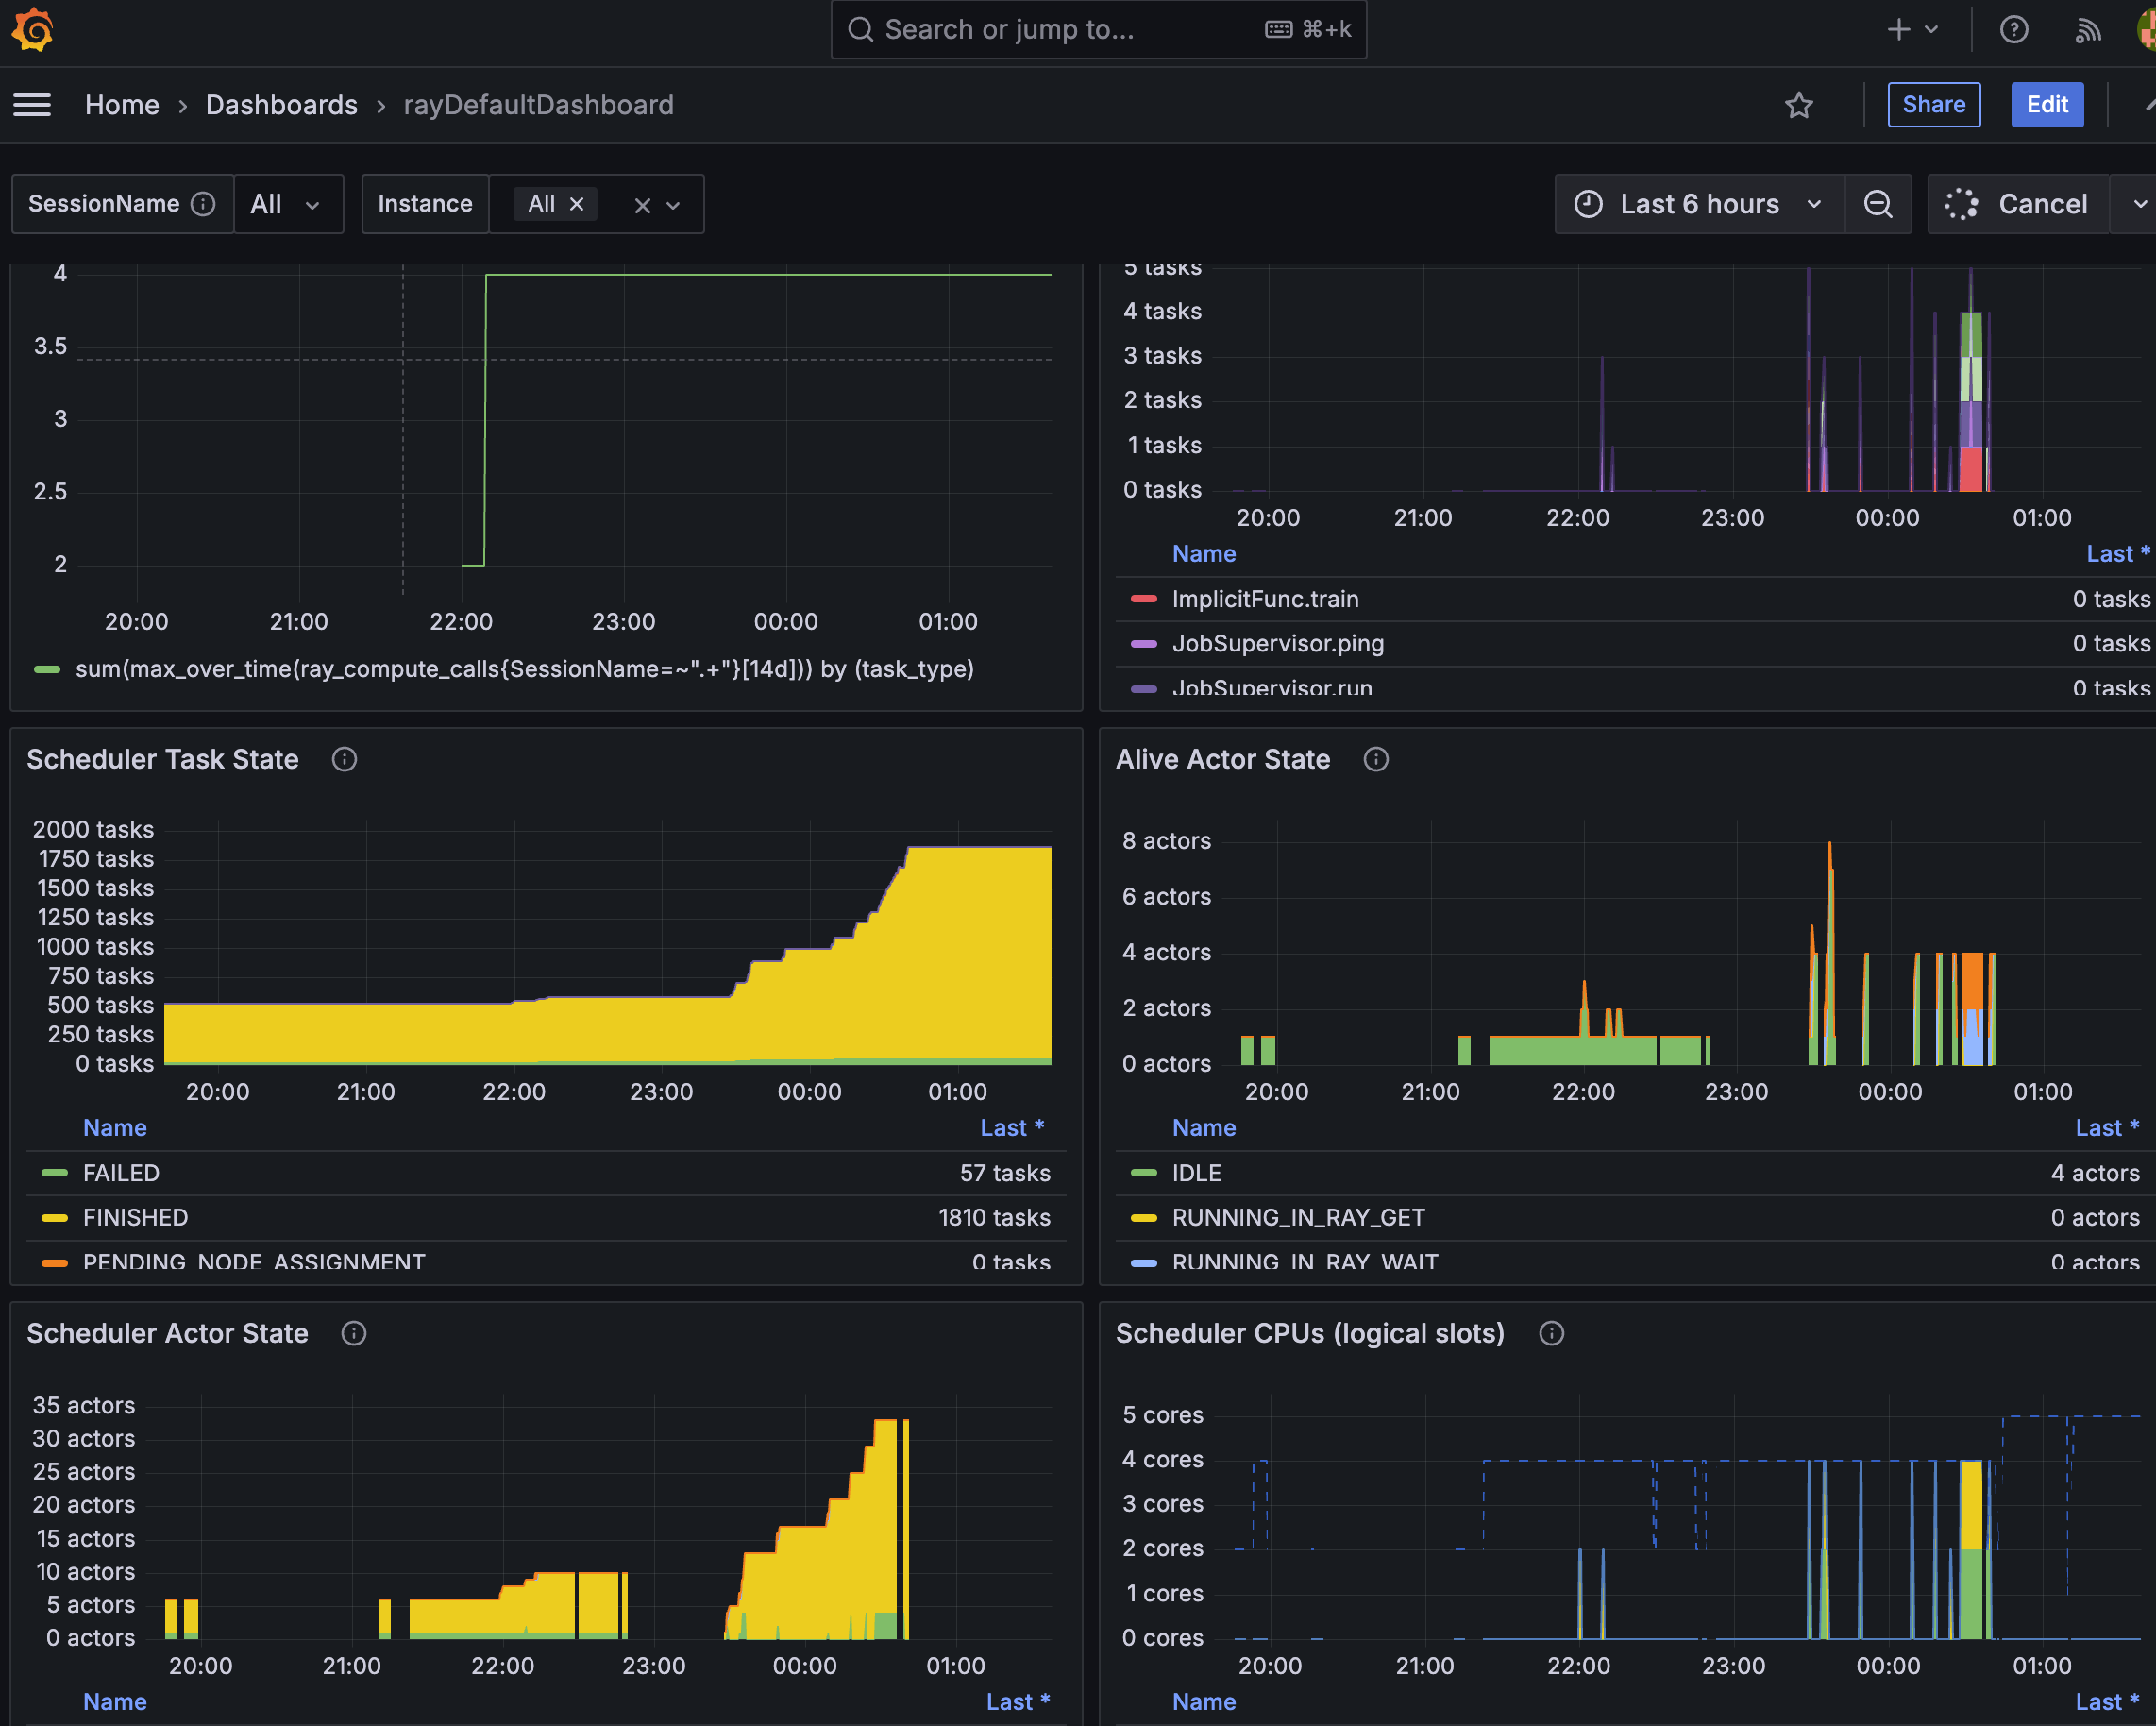 Search or jump to... ⌘+k
Home › Dashboards › rayDefaultDashboard
Share
Edit
SessionName All
Instance All
Last 6 hours
Cancel
4
3.5
3
2.5
2
20:00 21:00 22:00 23:00 00:00 01:00
sum(max_over_time(ray_compute_calls{SessionName=~".+"}[14d])) by (task_type)
5 tasks
4 tasks
3 tasks
2 tasks
1 tasks
0 tasks
20:00 21:00 22:00 23:00 00:00 01:00
Name Last *
ImplicitFunc.train 0 tasks
JobSupervisor.ping 0 tasks
JobSupervisor.run 0 tasks
Scheduler Task State
2000 tasks
1750 tasks
1500 tasks
1250 tasks
1000 tasks
750 tasks
500 tasks
250 tasks
0 tasks
20:00 21:00 22:00 23:00 00:00 01:00
Name Last *
FAILED 57 tasks
FINISHED 1810 tasks
PENDING_NODE_ASSIGNMENT 0 tasks
Alive Actor State
8 actors
6 actors
4 actors
2 actors
0 actors
20:00 21:00 22:00 23:00 00:00 01:00
Name Last *
IDLE 4 actors
RUNNING_IN_RAY_GET 0 actors
RUNNING_IN_RAY_WAIT 0 actors
Scheduler Actor State
35 actors
30 actors
25 actors
20 actors
15 actors
10 actors
5 actors
0 actors
20:00 21:00 22:00 23:00 00:00 01:00
Name Last *
Scheduler CPUs (logical slots)
5 cores
4 cores
3 cores
2 cores
1 cores
0 cores
20:00 21:00 22:00 23:00 00:00 01:00
Name Last *